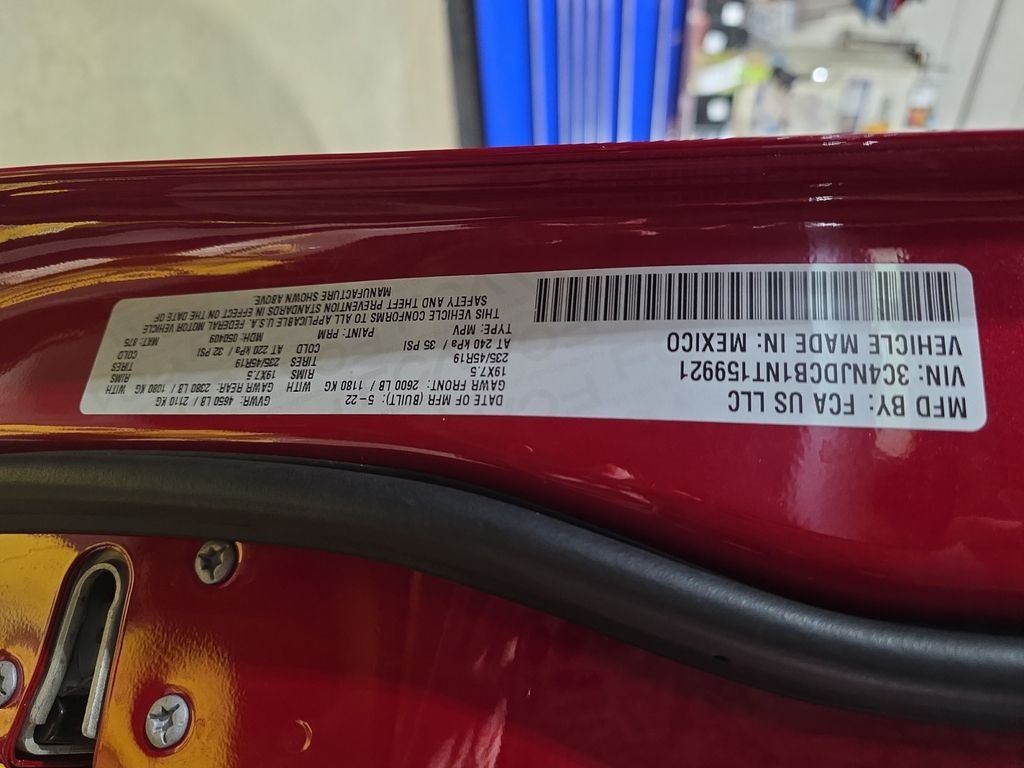 MFD BY: FCA US LLC
VIN: 3C4NJDCB1NT159921
VEHICLE MADE IN: MEXICO
DATE OF MFR (BUILT): 5-22 GVWR: 4650 LB / 2110 KG
GAWR FRONT: 2600 LB / 1180 KG WITH GAWR REAR: 2380 LB / 1080 KG WITH
19X7.5 RIMS 19X7.5 RIMS
235/45R19 TIRES 235/45R19 TIRES
AT 240 kPa / 35 PSI COLD AT 220 kPa / 32 PSI COLD
TYPE: MPV PAINT: PRM MDH: 050409 MKT: 875
THIS VEHICLE CONFORMS TO ALL APPLICABLE U.S.A. FEDERAL MOTOR VEHICLE
SAFETY AND THEFT PREVENTION STANDARDS IN EFFECT ON THE DATE OF
MANUFACTURE SHOWN ABOVE.